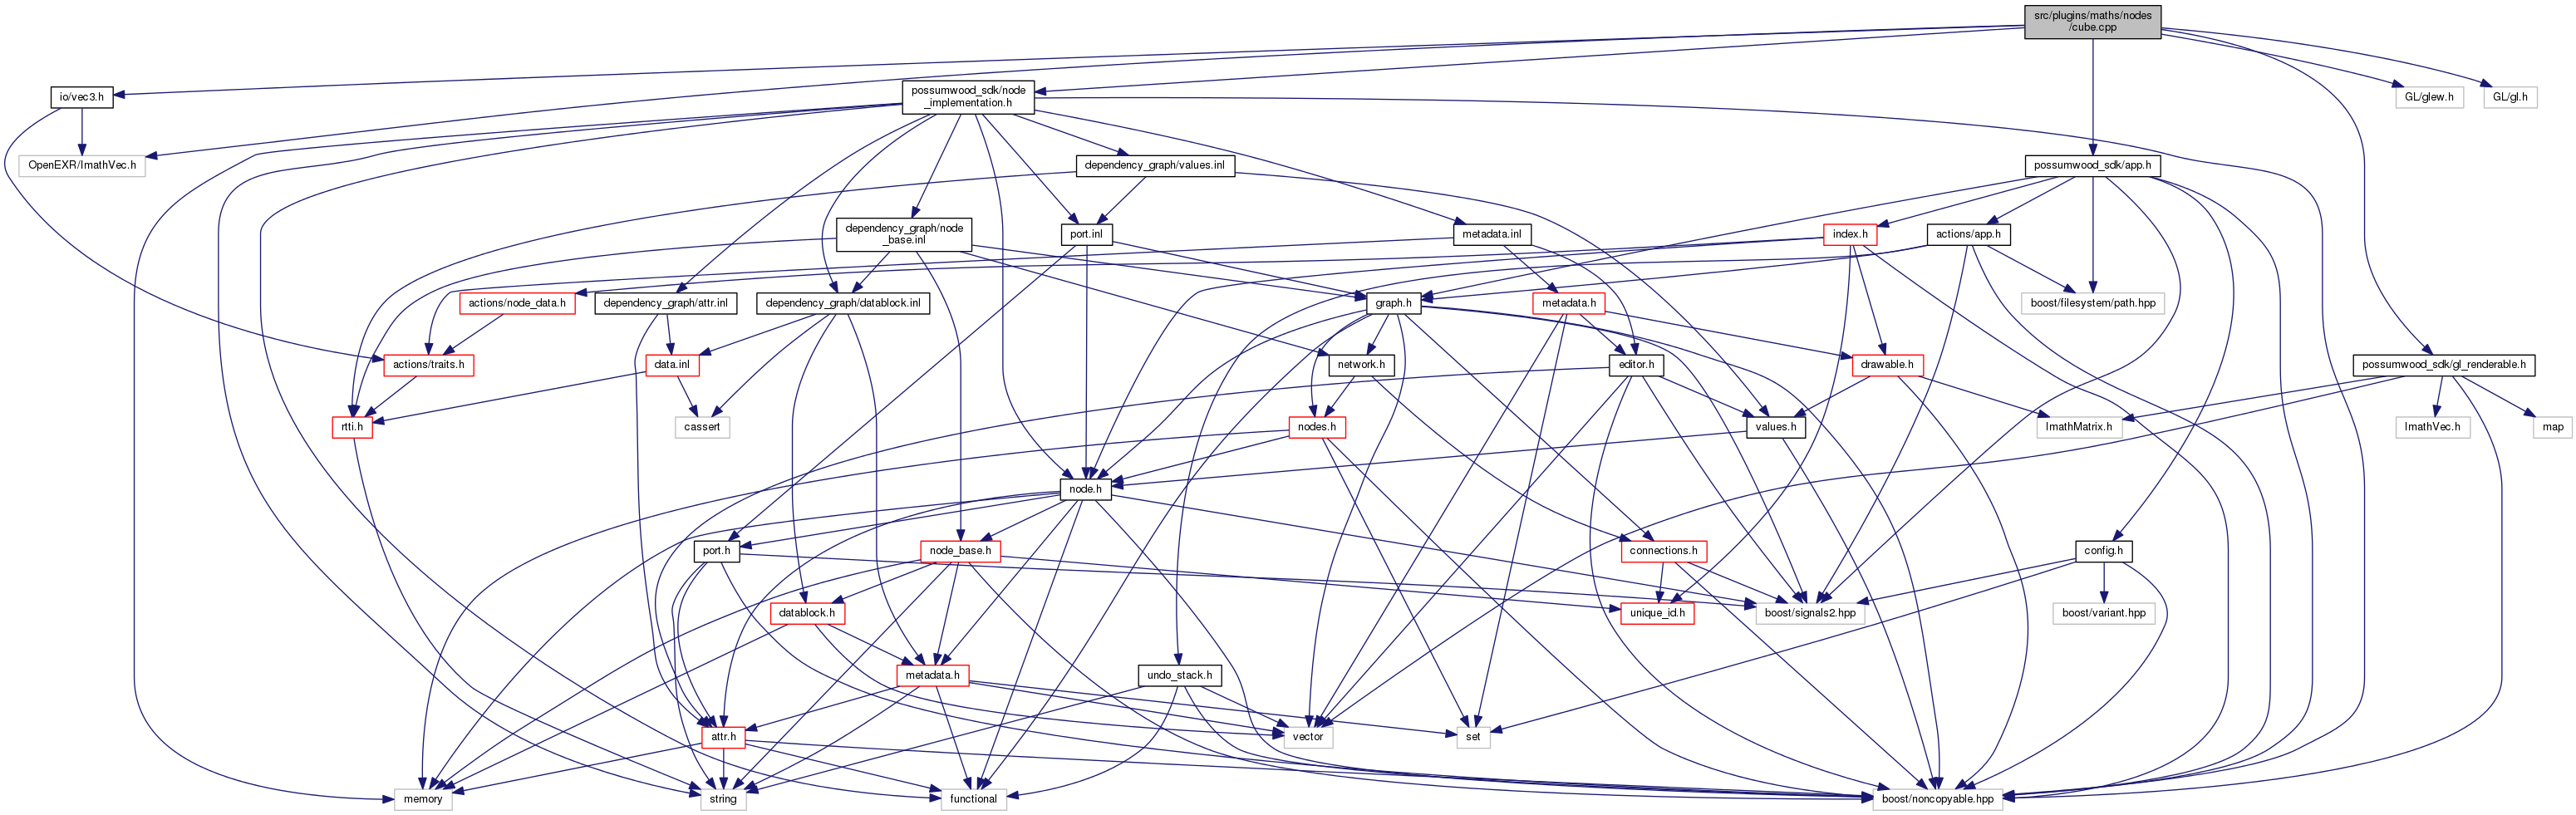 src/plugins/maths/nodes
/cube.cpp
io/vec3.h
possumwood_sdk/node
_implementation.h
GL/glew.h
GL/gl.h
OpenEXR/ImathVec.h
dependency_graph/values.inl
possumwood_sdk/app.h
dependency_graph/node
_base.inl
port.inl
metadata.inl
index.h
actions/app.h
actions/node_data.h
dependency_graph/attr.inl
dependency_graph/datablock.inl
graph.h
metadata.h
boost/filesystem/path.hpp
actions/traits.h
data.inl
network.h
editor.h
drawable.h
possumwood_sdk/gl_renderable.h
rtti.h
cassert
nodes.h
values.h
ImathMatrix.h
ImathVec.h
map
node.h
port.h
node_base.h
connections.h
config.h
datablock.h
unique_id.h
boost/signals2.hpp
boost/variant.hpp
metadata.h
undo_stack.h
attr.h
vector
set
memory
string
functional
boost/noncopyable.hpp